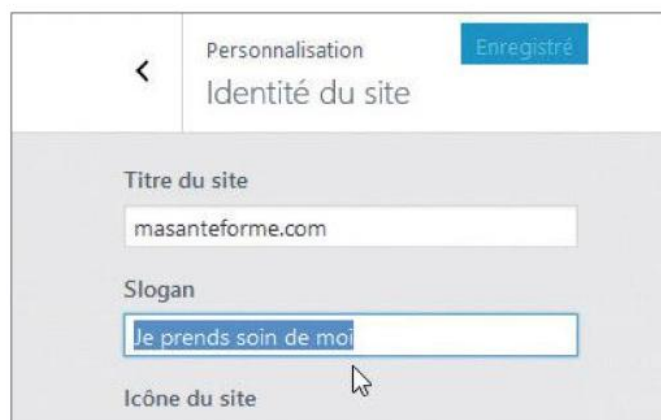 Personnalisation
Enregistré
Identité du site
Titre du site
masanteforme.com
Slogan
Je prends soin de moi
Icône du site